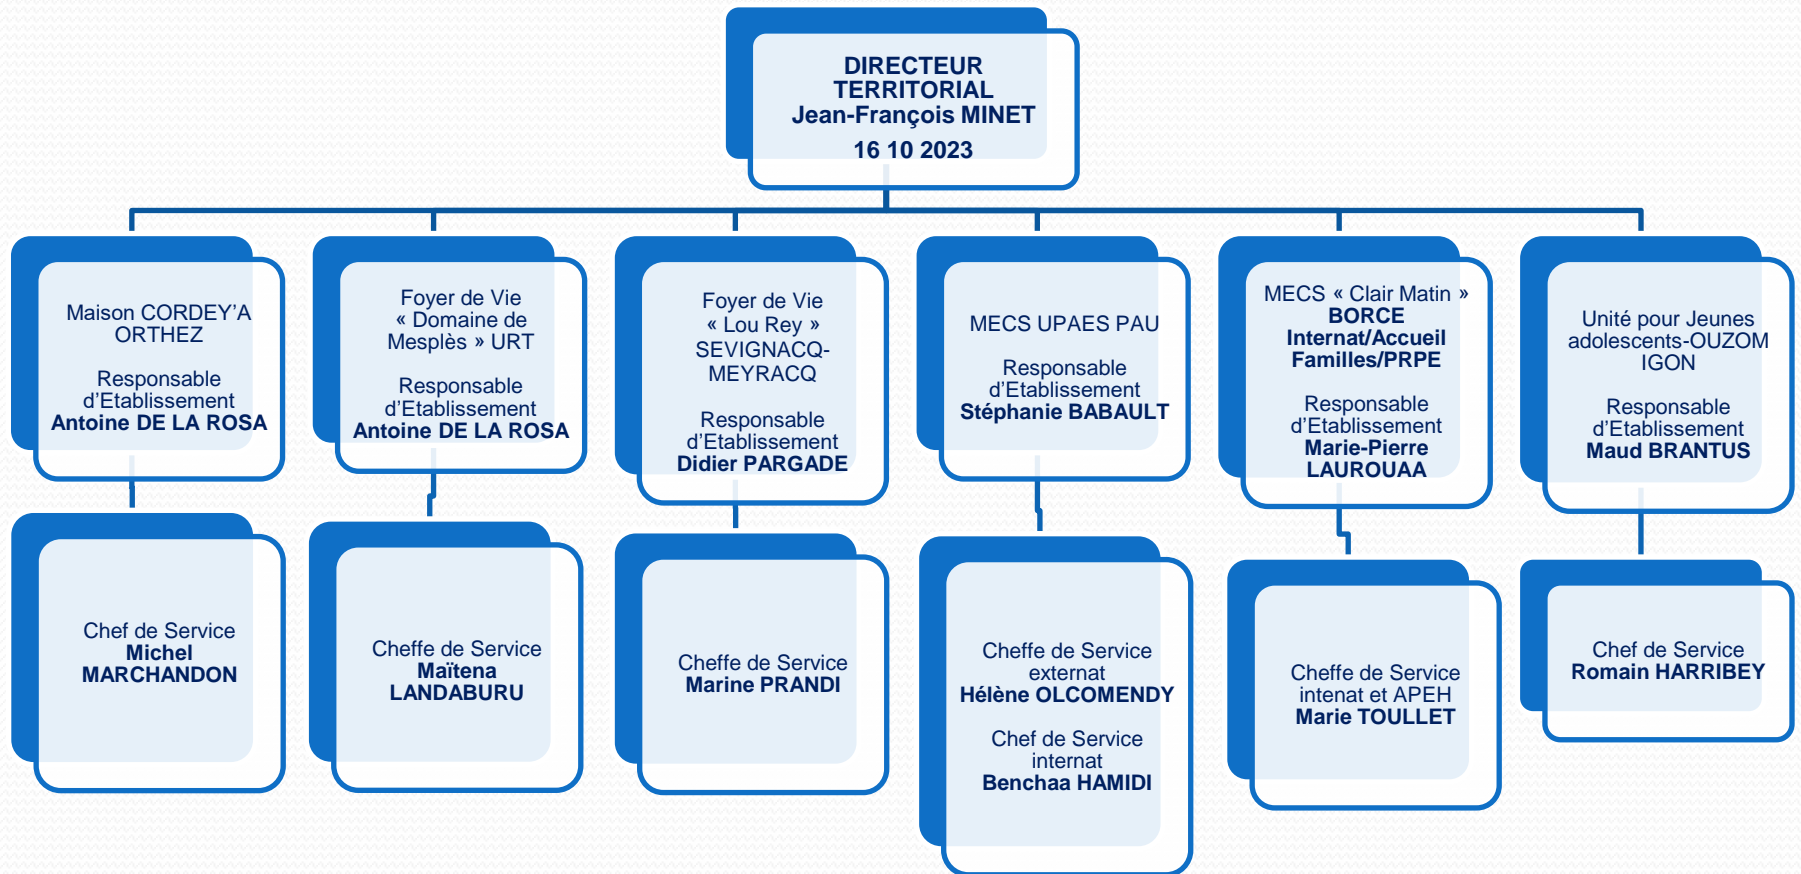 DIRECTEUR
TERRITORIAL
Jean-François MINET
16 10 2023
Maison CORDEY’A
ORTHEZ
Responsable
d’Etablissement
Antoine DE LA ROSA
Foyer de Vie
« Domaine de
Mesplès » URT
Responsable
d’Etablissement
Antoine DE LA ROSA
Foyer de Vie
« Lou Rey »
SEVIGNACQ-
MEYRACQ
Responsable
d’Etablissement
Didier PARGADE
MECS UPAES PAU
Responsable
d’Etablissement
Stéphanie BABAULT
MECS « Clair Matin »
BORCE
Internat/Accueil
Familles/PRPE
Responsable
d’Etablissement
Marie-Pierre
LAUROUAA
Unité pour Jeunes
adolescents-OUZOM
IGON
Responsable
d’Etablissement
Maud BRANTUS
Chef de Service
Michel
MARCHANDON
Cheffe de Service
Maïtena
LANDABURU
Cheffe de Service
Marine PRANDI
Cheffe de Service
externat
Hélène OLCOMENDY
Chef de Service
internat
Benchaa HAMIDI
Cheffe de Service
intenat et APEH
Marie TOULLET
Chef de Service
Romain HARRIBEY